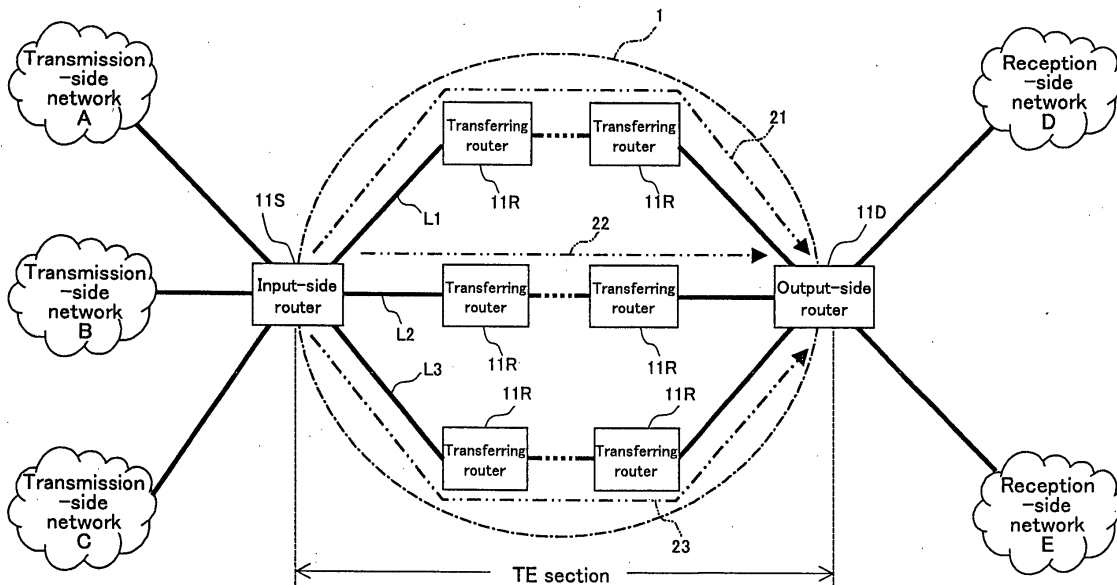 1
Transmission
-side
network
A
Reception
-side
network
D
Transferring
router
Transferring
router
21
11S
11R
11R
11D
L1
22
Transmission
-side
network
B
Input-side
router
Transferring
router
Transferring
router
Output-side
router
L2
11R
11R
L3
11R
11R
Transmission
-side
network
C
Transferring
router
Transferring
router
Reception
-side
network
E
23
TE section